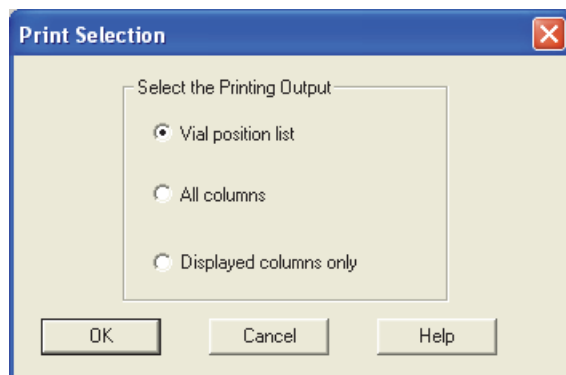 Print Selection
Select the Printing Output
Vial position list
All columns
Displayed columns only
OK Cancel Help